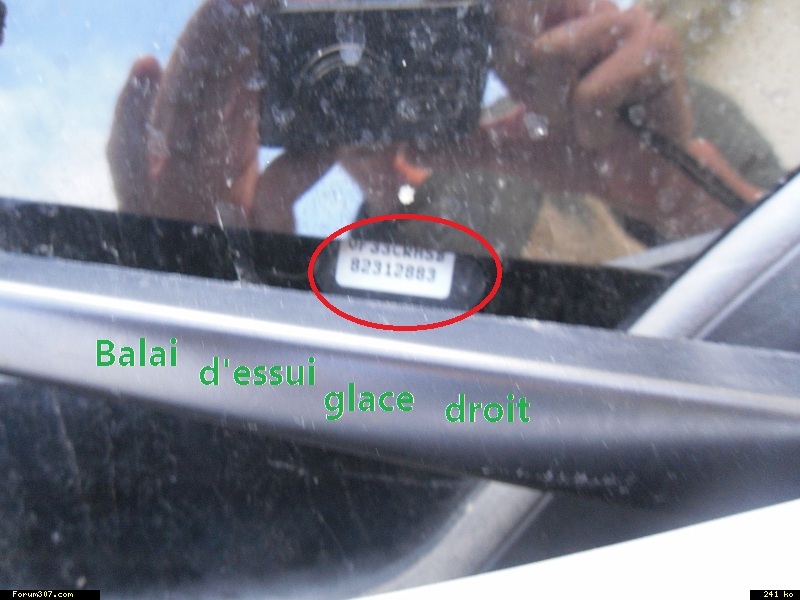 82312883
Balai d'essui glace droit
Forum307.com
241 ko